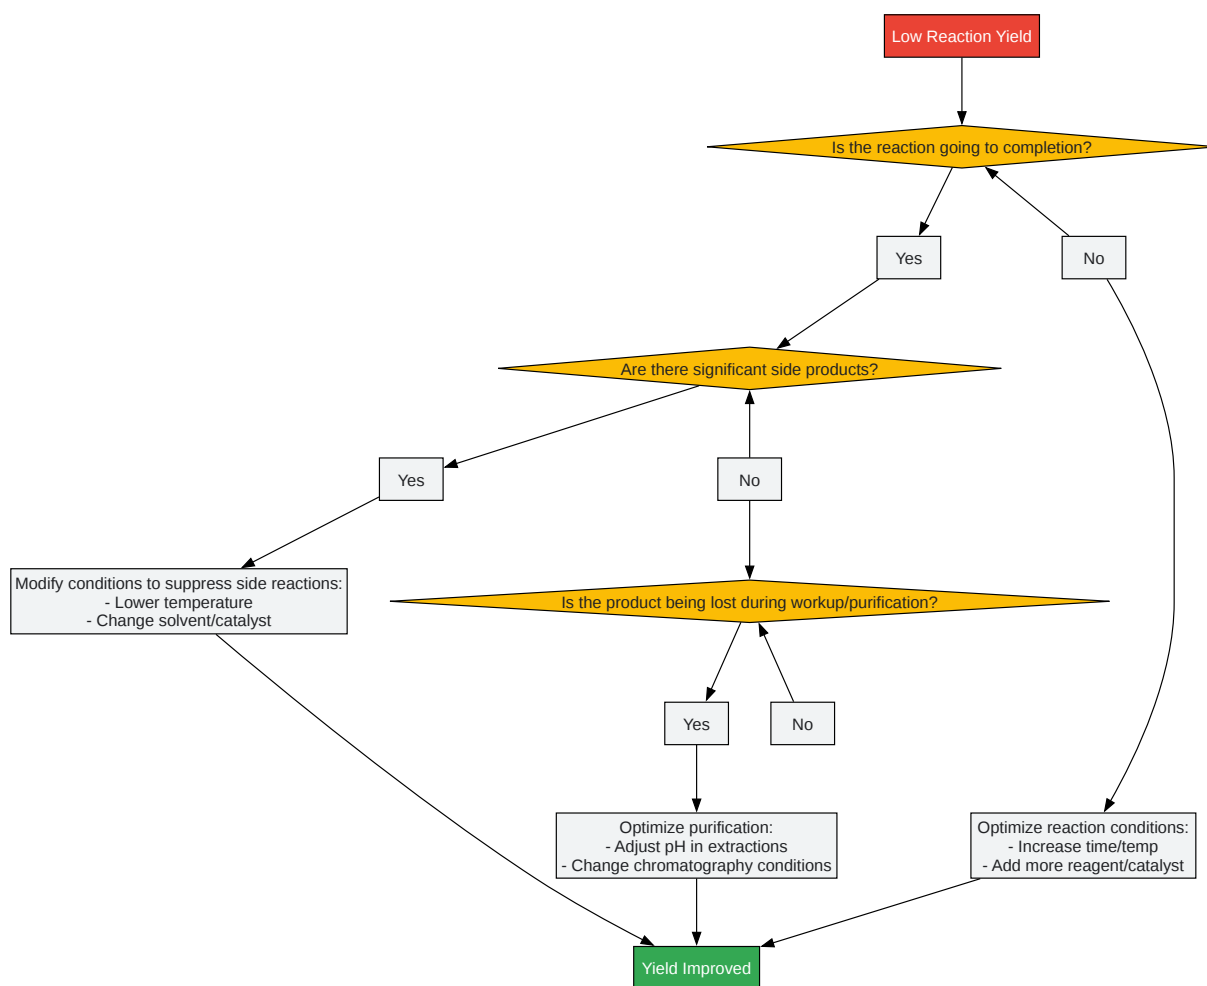 Low Reaction Yield
Is the reaction going to completion?
Yes
No
Are there significant side products?
Yes
No
Modify conditions to suppress side reactions:
- Lower temperature
- Change solvent/catalyst
Is the product being lost during workup/purification?
Yes
No
Optimize purification:
- Adjust pH in extractions
- Change chromatography conditions
Optimize reaction conditions:
- Increase time/temp
- Add more reagent/catalyst
Yield Improved